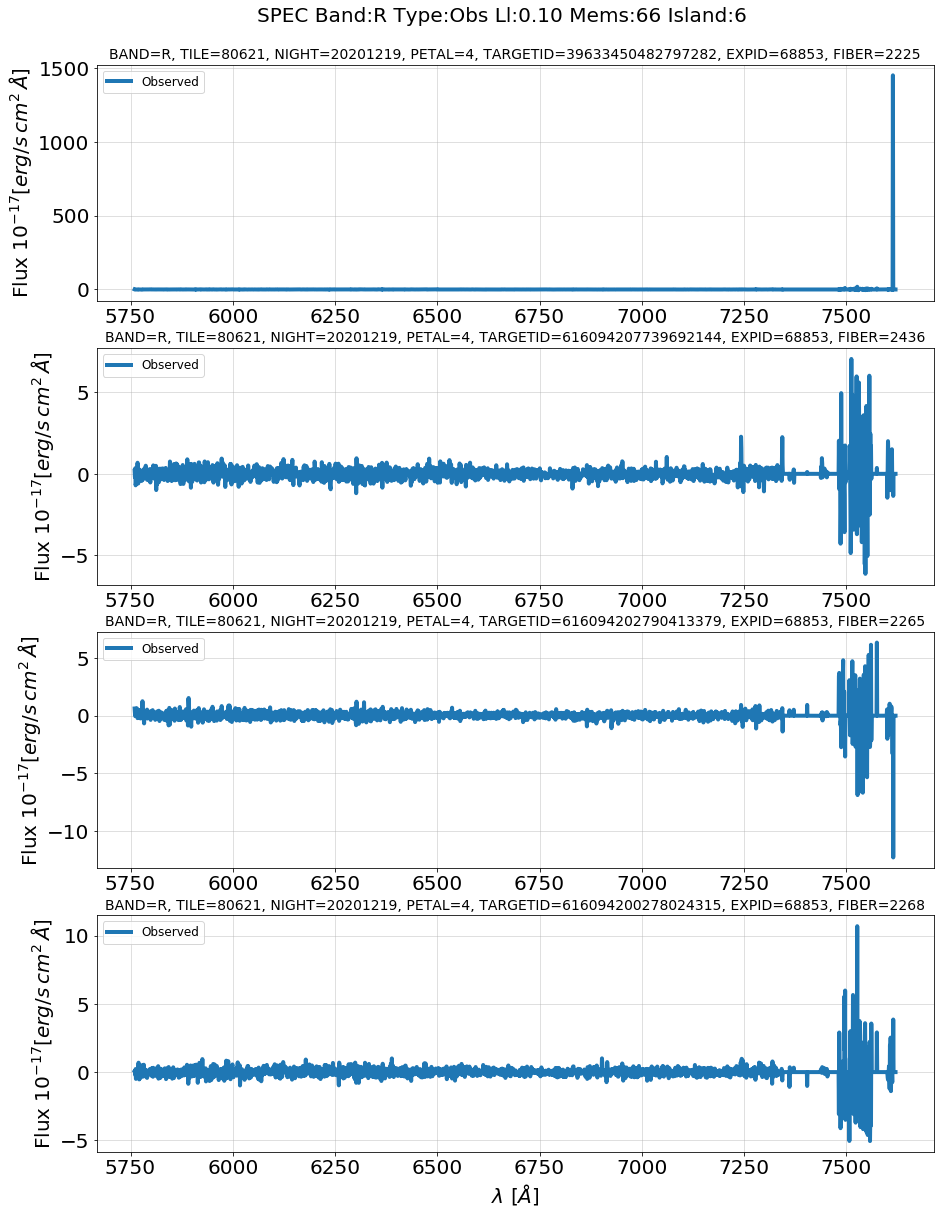 SPEC Band:R Type:Obs Ll:0.10 Mems:66 Island:6
BAND=R, TILE=80621, NIGHT=20201219, PETAL=4, TARGETID=39633450482797282, EXPID=68853, FIBER=2225
Observed
Flux 10⁻¹⁷[erg/s cm² Å]
1500
1000
500
0
5750 6000 6250 6500 6750 7000 7250 7500
BAND=R, TILE=80621, NIGHT=20201219, PETAL=4, TARGETID=616094207739692144, EXPID=68853, FIBER=2436
Observed
Flux 10⁻¹⁷[erg/s cm² Å]
5
0
−5
5750 6000 6250 6500 6750 7000 7250 7500
BAND=R, TILE=80621, NIGHT=20201219, PETAL=4, TARGETID=616094202790413379, EXPID=68853, FIBER=2265
Observed
Flux 10⁻¹⁷[erg/s cm² Å]
5
0
−5
−10
5750 6000 6250 6500 6750 7000 7250 7500
BAND=R, TILE=80621, NIGHT=20201219, PETAL=4, TARGETID=616094200278024315, EXPID=68853, FIBER=2268
Observed
Flux 10⁻¹⁷[erg/s cm² Å]
10
5
0
−5
5750 6000 6250 6500 6750 7000 7250 7500
λ [Å]